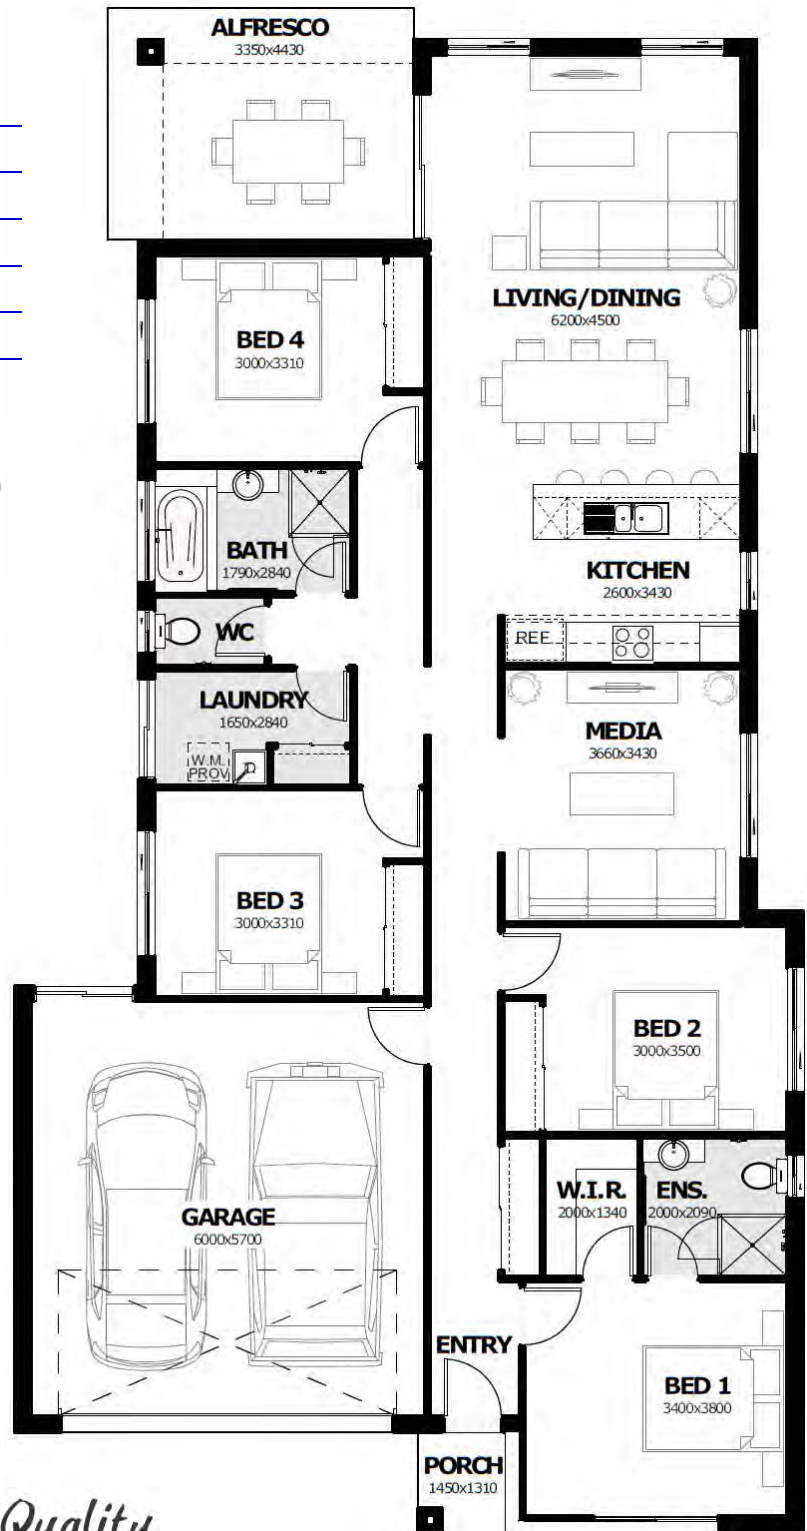 ALFRESCO
3350x4430
LIVING/DINING
6200x4500
BED 4
3000x3310
BATH
1790x2840
KITCHEN
2600x3430
WC
REF.
LAUNDRY
1650x2840
W.M.
PROV
MEDIA
3660x3430
BED 3
3000x3310
BED 2
3000x3500
W.I.R.
2000x1340
ENS.
2000x2090
GARAGE
6000x5700
ENTRY
BED 1
3400x3800
PORCH
1450x1310
Quality